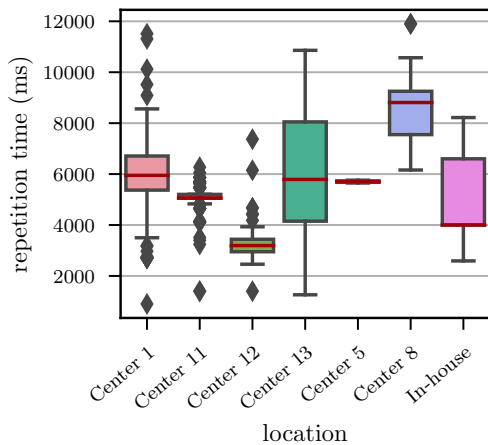 12000
10000
8000
6000
4000
2000
repetition time (ms)
Center 1
Center 11
Center 12
Center 13
Center 5
Center 8
In-house
location